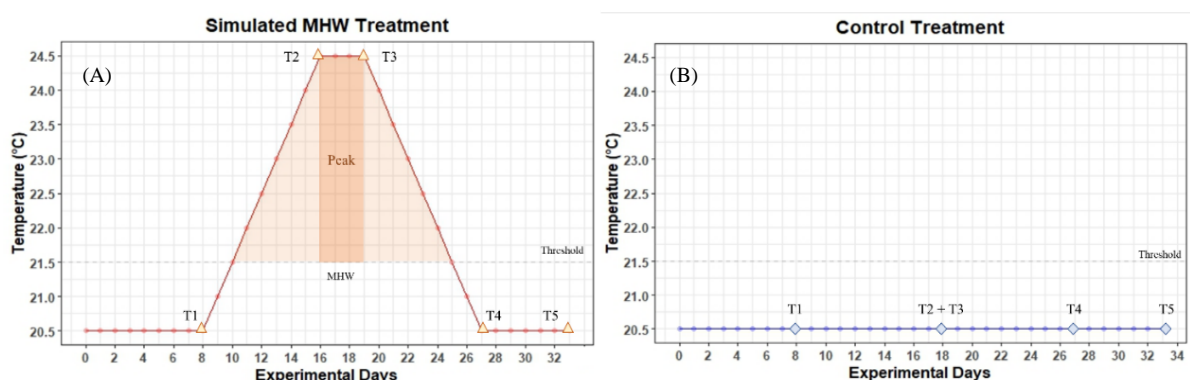 Simulated MHW Treatment
(A)
Temperature (°C)
24.5
24.0
23.5
23.0
22.5
22.0
21.5
21.0
20.5
T2
T3
Peak
Threshold
MHW
T1
T4
T5
0 2 4 6 8 10 12 14 16 18 20 22 24 26 28 30 32
Experimental Days
Control Treatment
(B)
Temperature (°C)
24.5
24.0
23.5
23.0
22.5
22.0
21.5
21.0
20.5
Threshold
T1
T2 + T3
T4
T5
0 2 4 6 8 10 12 14 16 18 20 22 24 26 28 30 32 34
Experimental Days